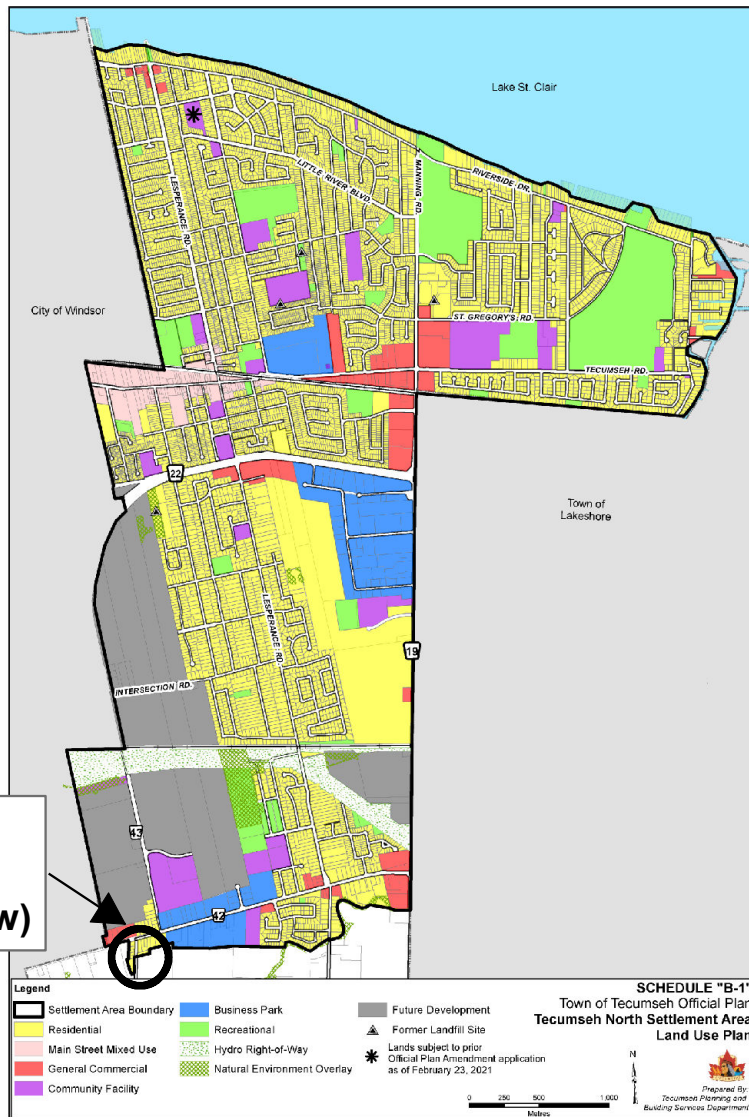 Lake St. Clair
RIVERSIDE DR.
MANNING RD.
LITTLE RIVER BLVD.
LESPERANCE RD.
City of Windsor
ST. GREGORY'S RD.
TECUMSEH RD.
22
Town of
Lakeshore
LESPERANCE RD.
19
INTERSECTION RD.
43
42
w)
Legend
Settlement Area Boundary
Residential
Main Street Mixed Use
General Commercial
Community Facility
Business Park
Recreational
Hydro Right-of-Way
Natural Environment Overlay
Future Development
Former Landfill Site
Lands subject to prior
Official Plan Amendment application
as of February 23, 2021
SCHEDULE "B-1"
Town of Tecumseh Official Plan
Tecumseh North Settlement Area
Land Use Plan
N
Prepared By:
Tecumseh Planning and
Building Services Department
0 500 1,000
Metres